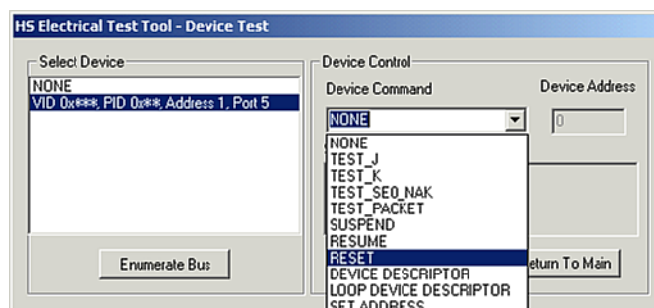 HS Electrical Test Tool - Device Test
Select Device
NONE
VID 0x***, PID 0x**, Address 1, Port 5
Enumerate Bus
Device Control
Device Command
Device Address
NONE
0
NONE
TEST_J
TEST_K
TEST_SE0_NAK
TEST_PACKET
SUSPEND
RESUME
RESET
DEVICE DESCRIPTOR
LOOP DEVICE DESCRIPTOR
SET ADDRESS
eturn To Main